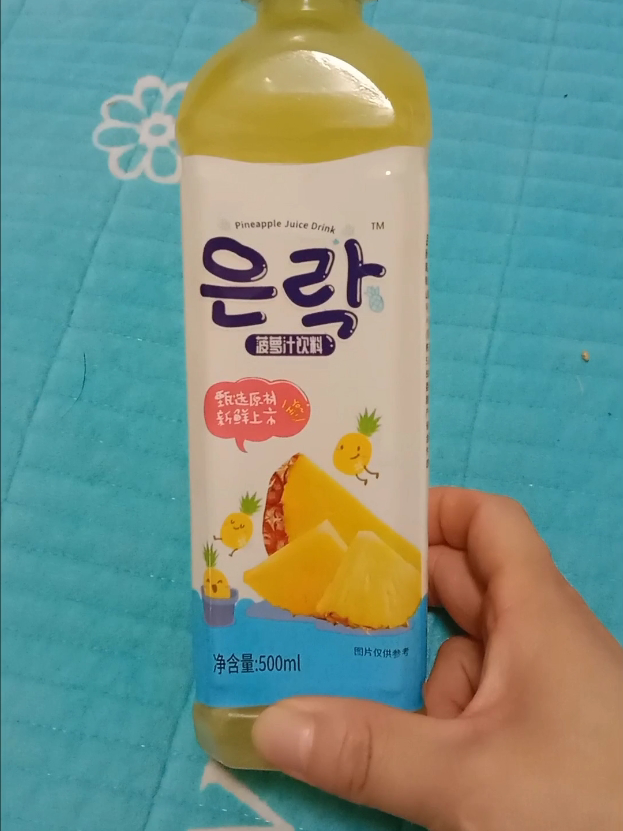 Pineapple Juice Drink
TM
은락
菠萝汁饮料
甄选原材
新鲜上市
净含量:500ml
图片仅供参考